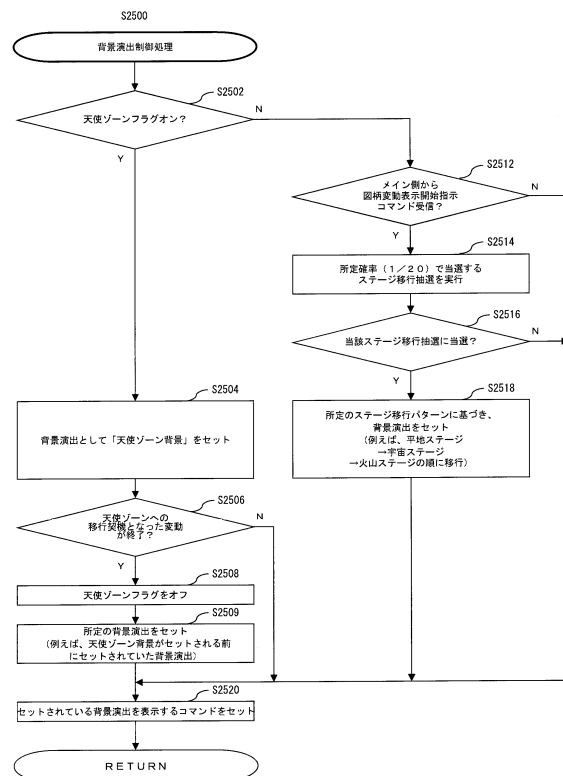 S2500
背景演出制御処理
S2502
天使ゾーンフラグオン？
N
Y
S2512
メイン側から
図柄変動表示開始指示
コマンド受信？
N
Y
S2514
所定確率（１／２０）で当選する
ステージ移行抽選を実行
S2516
当該ステージ移行抽選に当選？
N
Y
S2518
所定のステージ移行パターンに基づき、
背景演出をセット
（例えば、平地ステージ
→宇宙ステージ
→火山ステージの順に移行）
S2504
背景演出として「天使ゾーン背景」をセット
S2506
天使ゾーンへの
移行契機となった変動
が終了？
N
Y
S2508
天使ゾーンフラグをオフ
S2509
所定の背景演出をセット
（例えば、天使ゾーン背景がセットされる前
にセットされていた背景演出）
S2520
セットされている背景演出を表示するコマンドをセット
RETURN